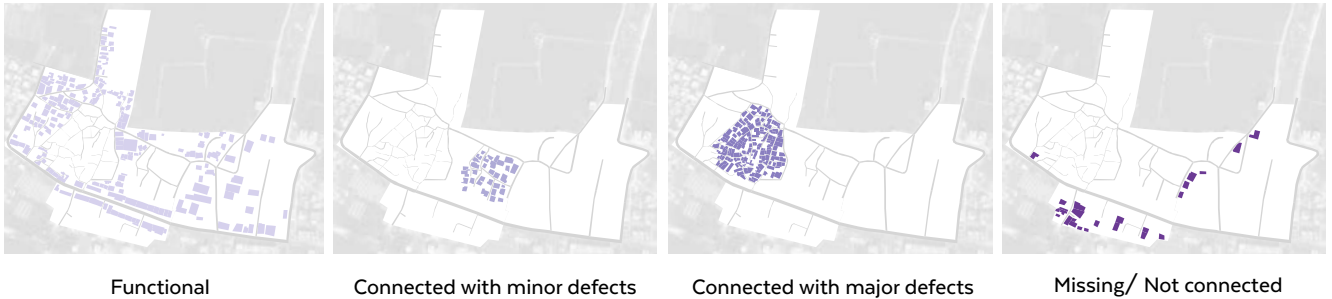 Functional
Connected with minor defects
Connected with major defects
Missing/ Not connected